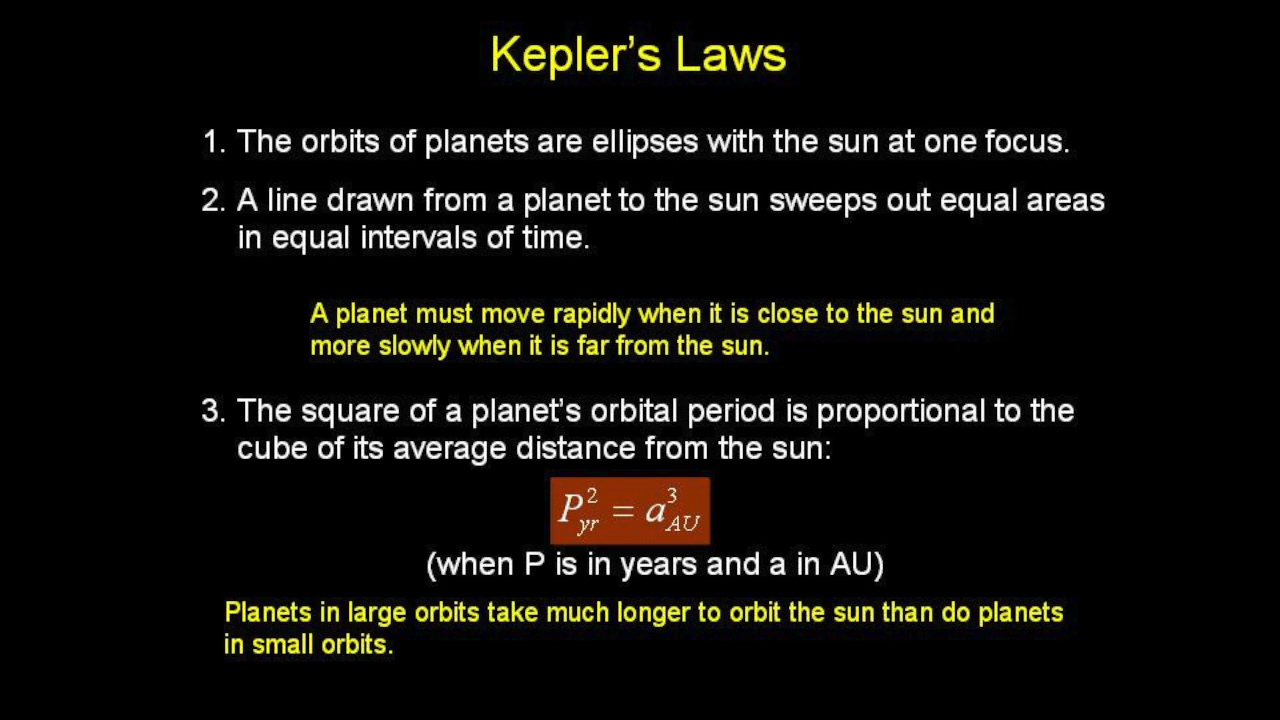 Kepler’s Laws
1. The orbits of planets are ellipses with the sun at one focus.
2. A line drawn from a planet to the sun sweeps out equal areas
in equal intervals of time.
A planet must move rapidly when it is close to the sun and
more slowly when it is far from the sun.
3. The square of a planet’s orbital period is proportional to the
cube of its average distance from the sun:
P²_yr = a³_AU
(when P is in years and a in AU)
Planets in large orbits take much longer to orbit the sun than do planets
in small orbits.